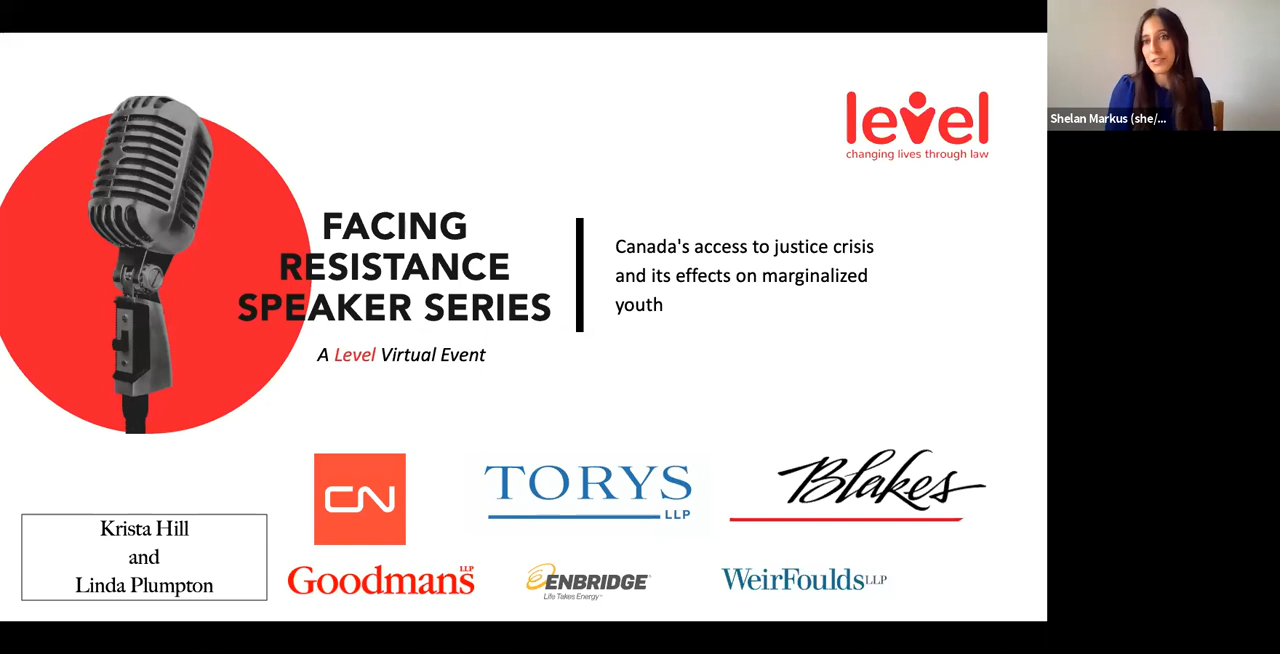 level
changing lives through law
Shelan Markus (she/...
FACING
RESISTANCE
SPEAKER SERIES
A Level Virtual Event
Canada's access to justice crisis
and its effects on marginalized
youth
CN
TORYS
LLP
Blakes
Krista Hill
and
Linda Plumpton
Goodmans LLP
ENBRIDGE
Life Takes Energy™
WeirFoulds LLP